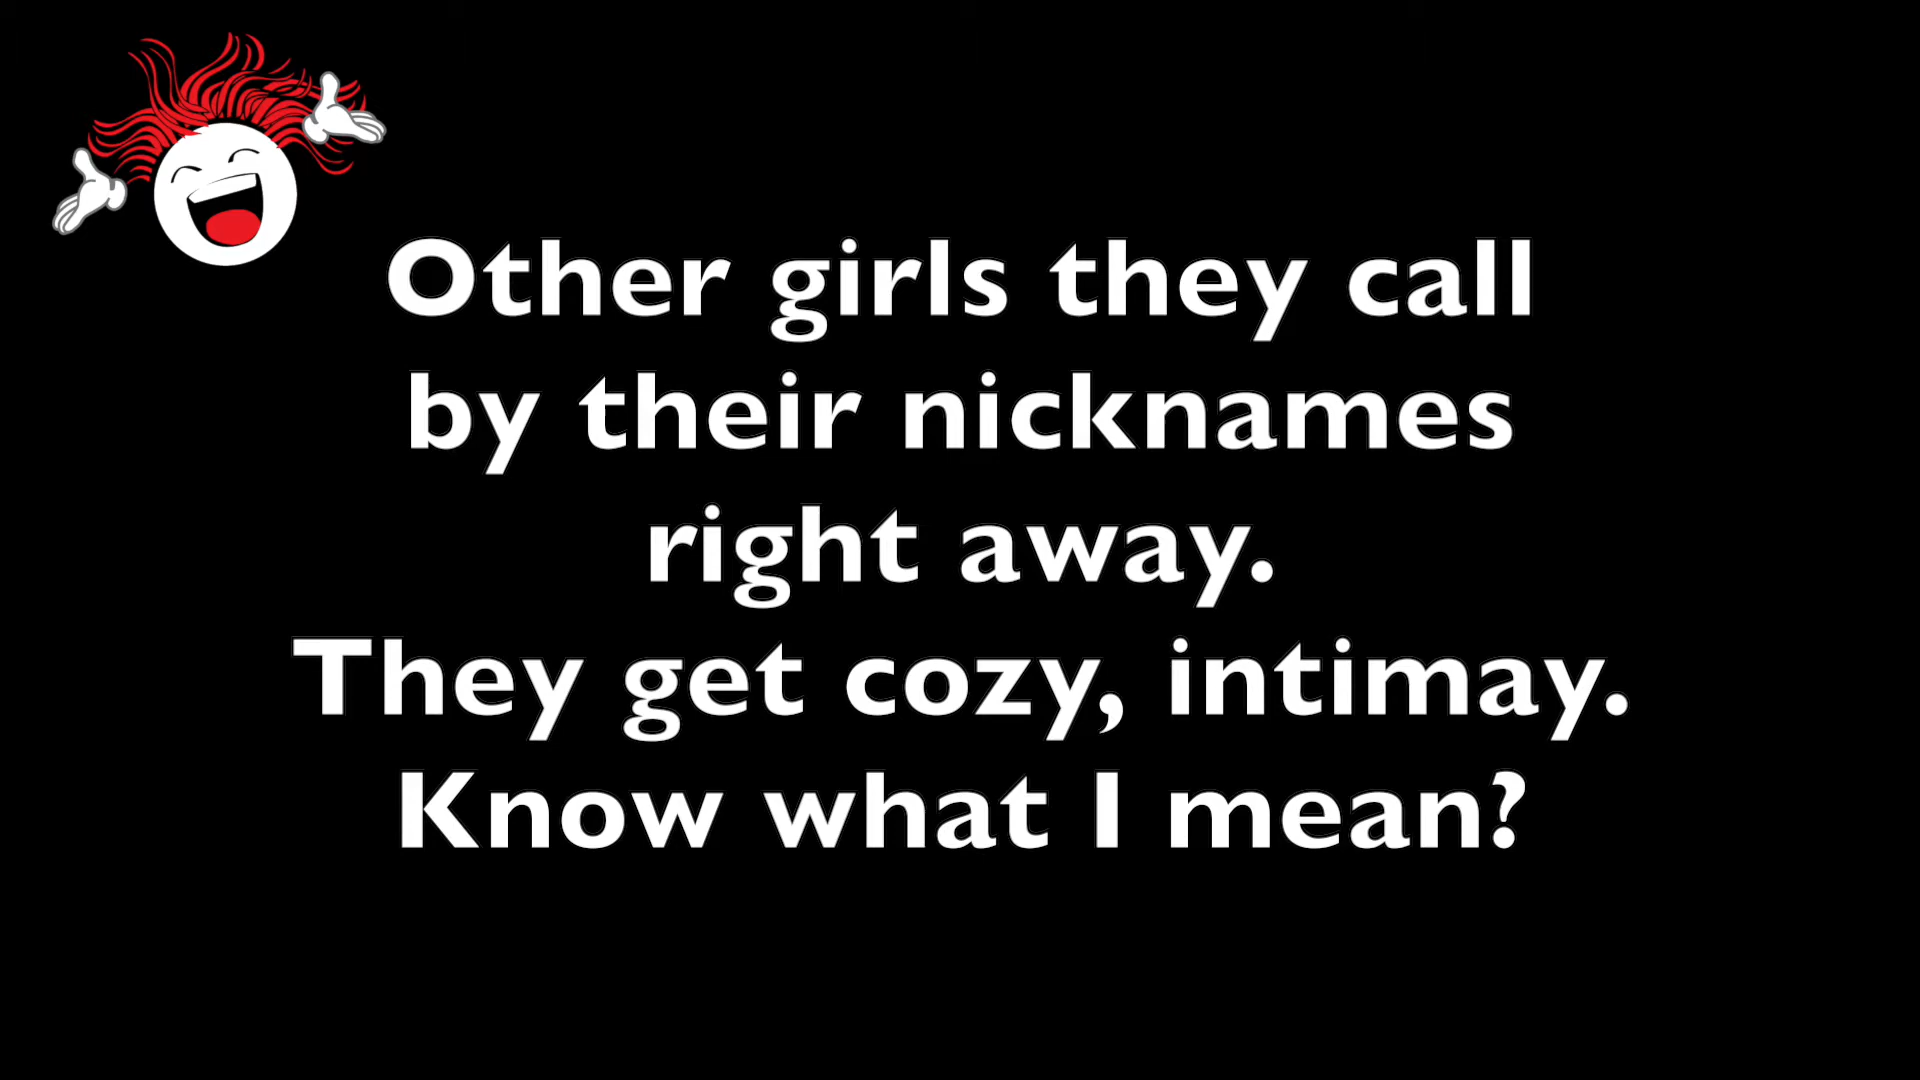 Other girls they call
by their nicknames
right away.
They get cozy, intimay.
Know what I mean?